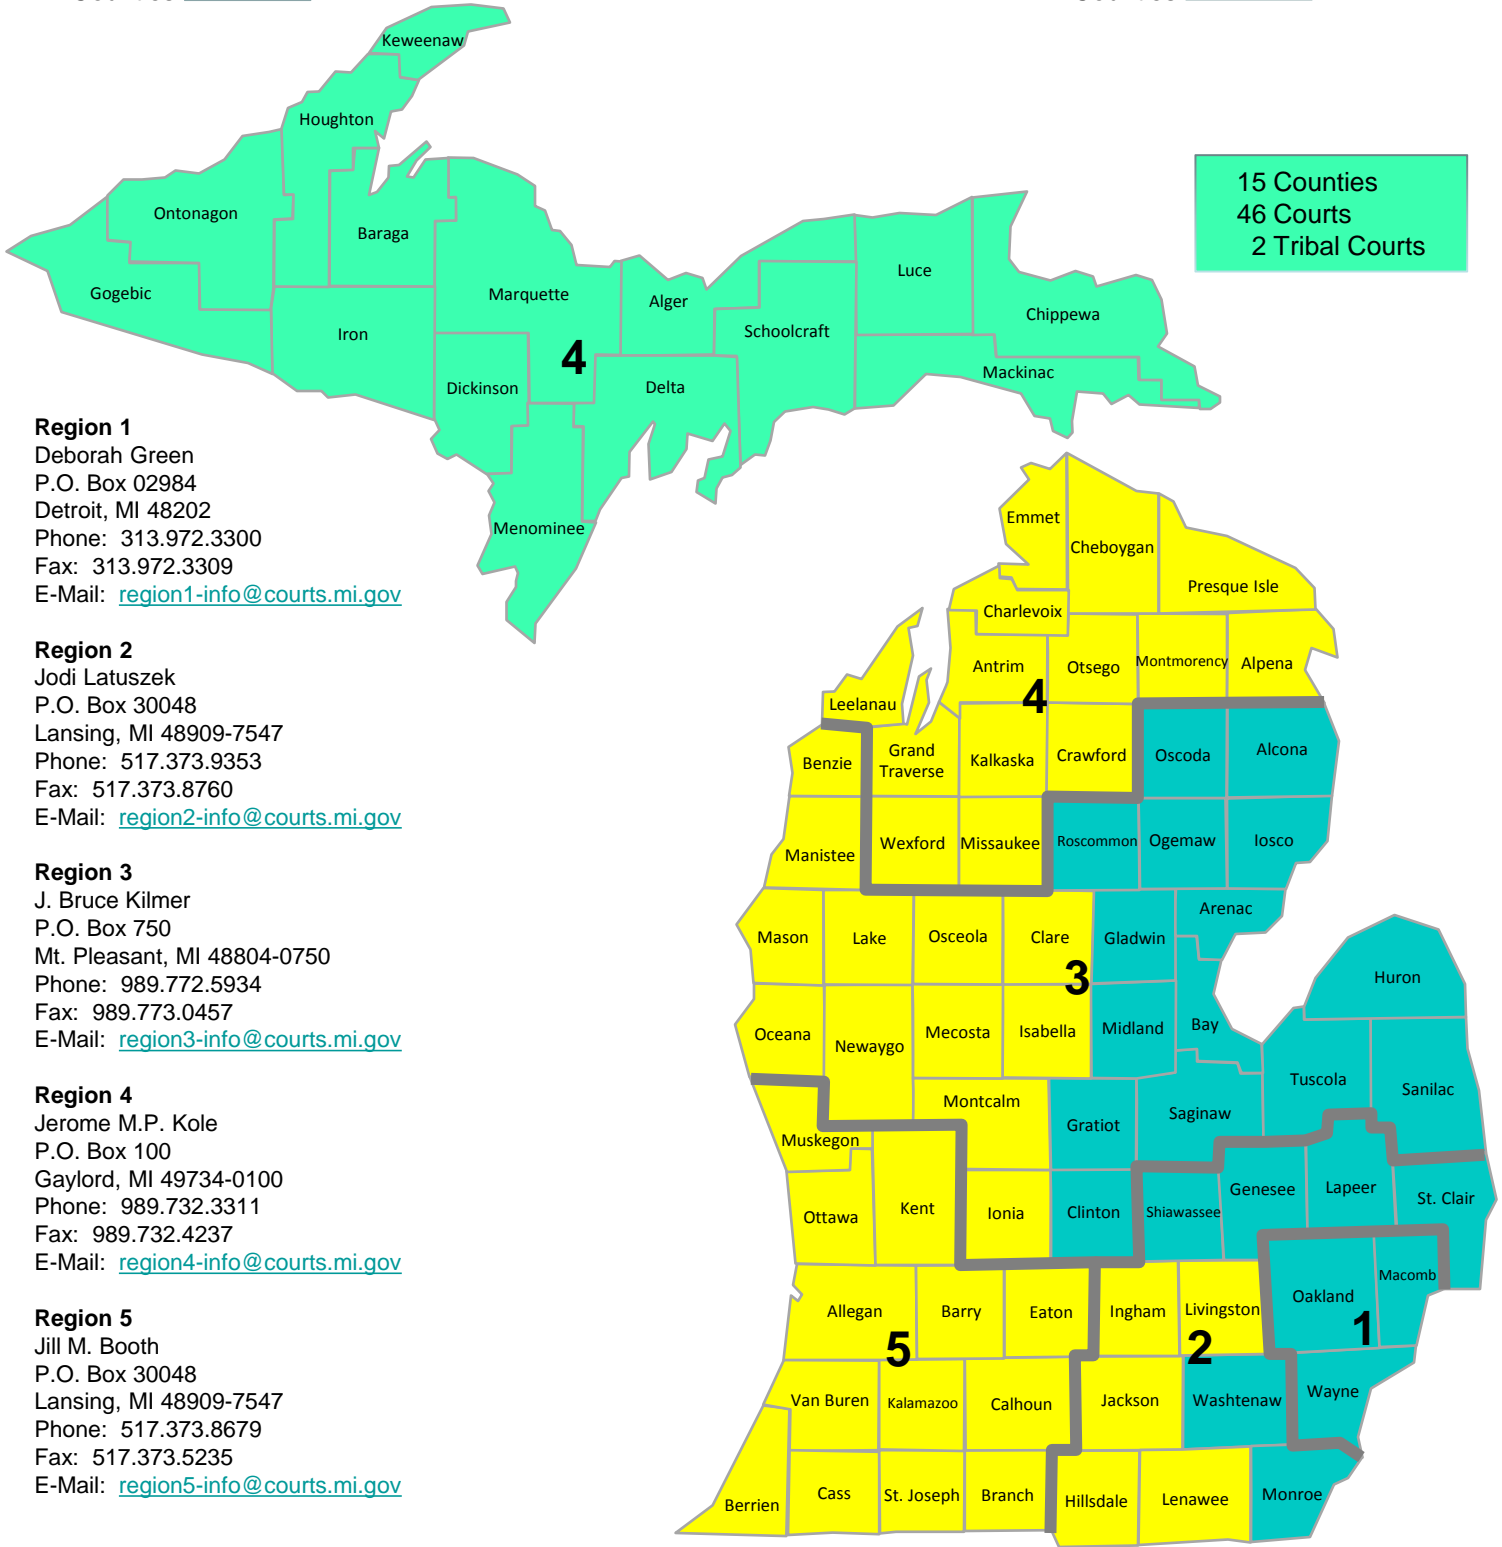 Keweenaw
Houghton
Ontonagon
Baraga
Gogebic
Iron
Marquette
Alger
Luce
Schoolcraft
Chippewa
Mackinac
Dickinson
4
Delta
Menominee
15 Counties
46 Courts
2 Tribal Courts
Region 1
Deborah Green
P.O. Box 02984
Detroit, MI 48202
Phone: 313.972.3300
Fax: 313.972.3309
E-Mail: region1-info@courts.mi.gov
Region 2
Jodi Latuszek
P.O. Box 30048
Lansing, MI 48909-7547
Phone: 517.373.9353
Fax: 517.373.8760
E-Mail: region2-info@courts.mi.gov
Region 3
J. Bruce Kilmer
P.O. Box 750
Mt. Pleasant, MI 48804-0750
Phone: 989.772.5934
Fax: 989.773.0457
E-Mail: region3-info@courts.mi.gov
Region 4
Jerome M.P. Kole
P.O. Box 100
Gaylord, MI 49734-0100
Phone: 989.732.3311
Fax: 989.732.4237
E-Mail: region4-info@courts.mi.gov
Region 5
Jill M. Booth
P.O. Box 30048
Lansing, MI 48909-7547
Phone: 517.373.8679
Fax: 517.373.5235
E-Mail: region5-info@courts.mi.gov
Emmet
Cheboygan
Presque Isle
Charlevoix
Antrim
Otsego
Montmorency
Alpena
4
Leelanau
Benzie
Grand
Traverse
Kalkaska
Crawford
Oscoda
Alcona
Manistee
Wexford
Missaukee
Roscommon
Ogemaw
Iosco
Arenac
Mason
Lake
Osceola
Clare
Gladwin
3
Huron
Oceana
Newaygo
Mecosta
Isabella
Midland
Bay
Tuscola
Sanilac
Montcalm
Gratiot
Saginaw
Muskegon
Ottawa
Kent
Ionia
Clinton
Shiawassee
Genesee
Lapeer
St. Clair
Allegan
Barry
Eaton
Ingham
Livingston
Oakland
Macomb
5
2
1
Van Buren
Kalamazoo
Calhoun
Jackson
Washtenaw
Wayne
Berrien
Cass
St. Joseph
Branch
Hillsdale
Lenawee
Monroe